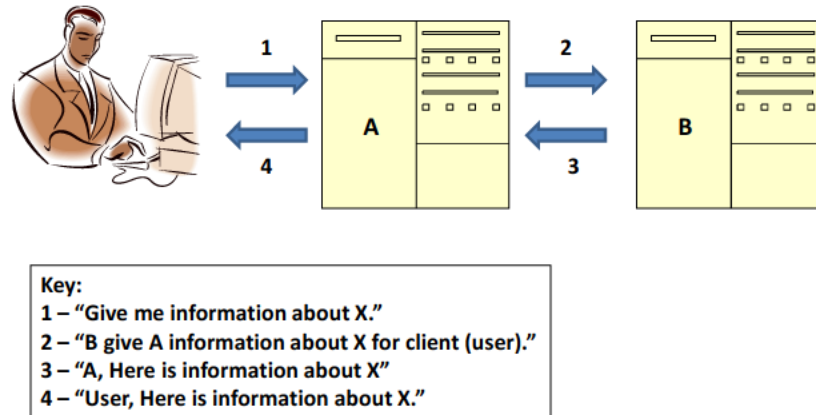 1
2
A
B
4
3
Key:
1 – “Give me information about X.”
2 – “B give A information about X for client (user).”
3 – “A, Here is information about X”
4 – “User, Here is information about X.”